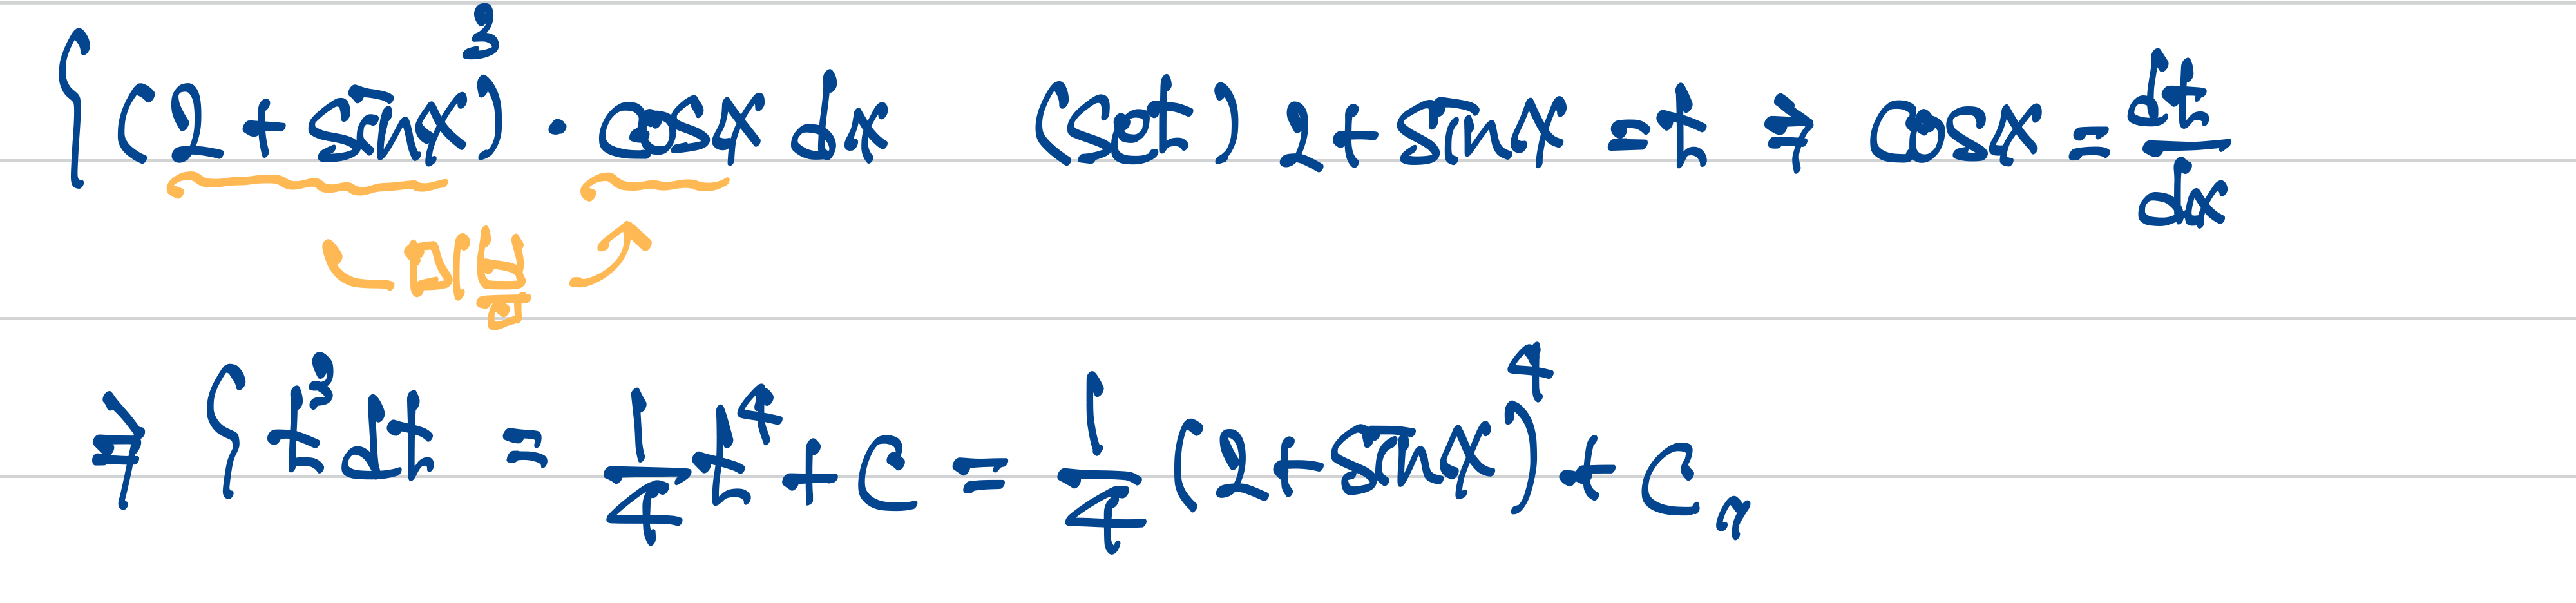 ∫(2 + sinx)³ · cosx dx (set) 2 + sinx = t ⇒ cosx = dt/dx
미분
⇒ ∫t³dt = 1/4 t⁴ + C = 1/4 (2 + sinx)⁴ + C